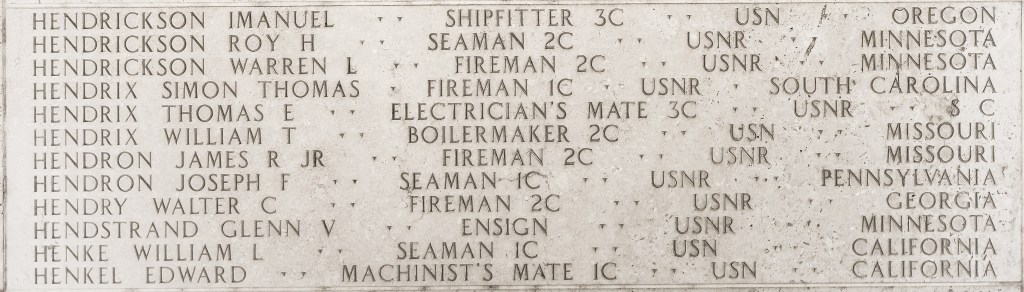 HENDRICKSON IMANUEL SHIPFITTER 3C USN OREGON
HENDRICKSON ROY H SEAMAN 2C USNR MINNESOTA
HENDRICKSON WARREN L FIREMAN 2C USNR MINNESOTA
HENDRIX SIMON THOMAS FIREMAN 1C USNR SOUTH CAROLINA
HENDRIX THOMAS E ELECTRICIAN'S MATE 3C USNR S C
HENDRIX WILLIAM T BOILERMAKER 2C USN MISSOURI
HENDRON JAMES R JR FIREMAN 2C USNR MISSOURI
HENDRON JOSEPH F SEAMAN 1C USNR PENNSYLVANIA
HENDRY WALTER C FIREMAN 2C USNR GEORGIA
HENDSTRAND GLENN V ENSIGN USNR MINNESOTA
HENKE WILLIAM L SEAMAN 1C USN CALIFORNIA
HENKEL EDWARD MACHINIST'S MATE 1C USN CALIFORNIA